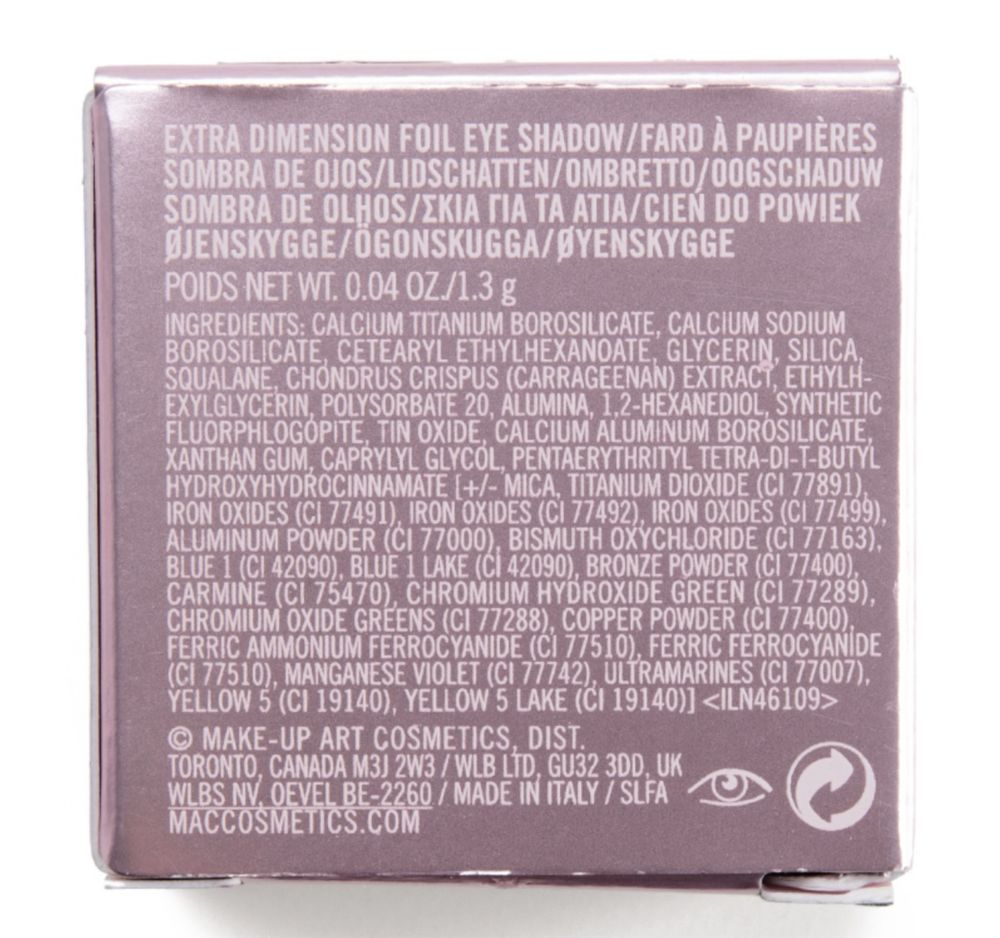 EXTRA DIMENSION FOIL EYE SHADOW/FARD À PAUPIÈRES
SOMBRA DE OJOS/LIDSCHATTEN/OMBRETTO/OOGSCHADUW
SOMBRA DE OLHOS/ΣΚΙΑ ΓΙΑ ΤΑ ΑΤΙΑ/CIEŃ DO POWIEK
ØJENSKYGGE/ÖGONSKUGGA/ØYENSKYGGE
POIDS NET WT. 0.04 OZ./1.3 g
INGREDIENTS: CALCIUM TITANIUM BOROSILICATE, CALCIUM SODIUM
BOROSILICATE, CETEARYL ETHYLHEXANOATE, GLYCERIN, SILICA,
SQUALANE, CHONDRUS CRISPUS (CARRAGEENAN) EXTRACT, ETHYLH-
EXYLGLYCERIN, POLYSORBATE 20, ALUMINA, 1,2-HEXANEDIOL, SYNTHETIC
FLUORPHLOGOPITE, TIN OXIDE, CALCIUM ALUMINUM BOROSILICATE,
XANTHAN GUM, CAPRYLYL GLYCOL, PENTAERYTHRITYL TETRA-DI-T-BUTYL
HYDROXYHYDROCINNAMATE [+/- MICA, TITANIUM DIOXIDE (CI 77891),
IRON OXIDES (CI 77491), IRON OXIDES (CI 77492), IRON OXIDES (CI 77499),
ALUMINUM POWDER (CI 77000), BISMUTH OXYCHLORIDE (CI 77163),
BLUE 1 (CI 42090), BLUE 1 LAKE (CI 42090), BRONZE POWDER (CI 77400),
CARMINE (CI 75470), CHROMIUM HYDROXIDE GREEN (CI 77289),
CHROMIUM OXIDE GREENS (CI 77288), COPPER POWDER (CI 77400),
FERRIC AMMONIUM FERROCYANIDE (CI 77510), FERRIC FERROCYANIDE
(CI 77510), MANGANESE VIOLET (CI 77742), ULTRAMARINES (CI 77007),
YELLOW 5 (CI 19140), YELLOW 5 LAKE (CI 19140)] <ILN46109>
© MAKE-UP ART COSMETICS, DIST.
TORONTO, CANADA M3J 2W3 / WLB LTD, GU32 3DD, UK
WLBS NV, OEVEL BE-2260 / MADE IN ITALY / SLFA
MACCOSMETICS.COM